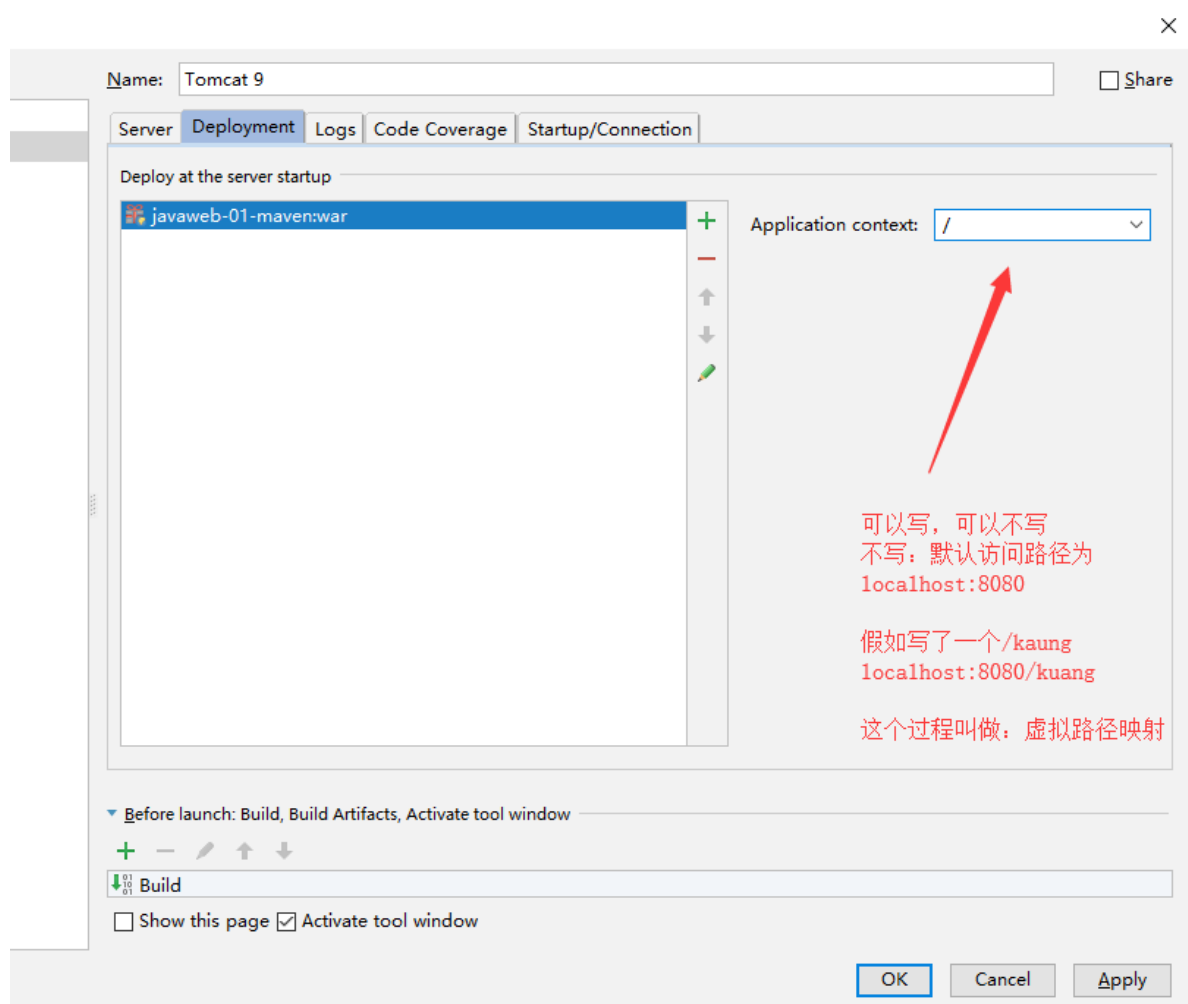 Name: Tomcat 9 Share
Server Deployment Logs Code Coverage Startup/Connection
Deploy at the server startup
javaweb-01-maven:war
Application context: /
可以写，可以不写
不写：默认访问路径为
localhost:8080
假如写了一个/kaung
localhost:8080/kuang
这个过程叫做：虚拟路径映射
Before launch: Build, Build Artifacts, Activate tool window
Build
Show this page Activate tool window
OK Cancel Apply